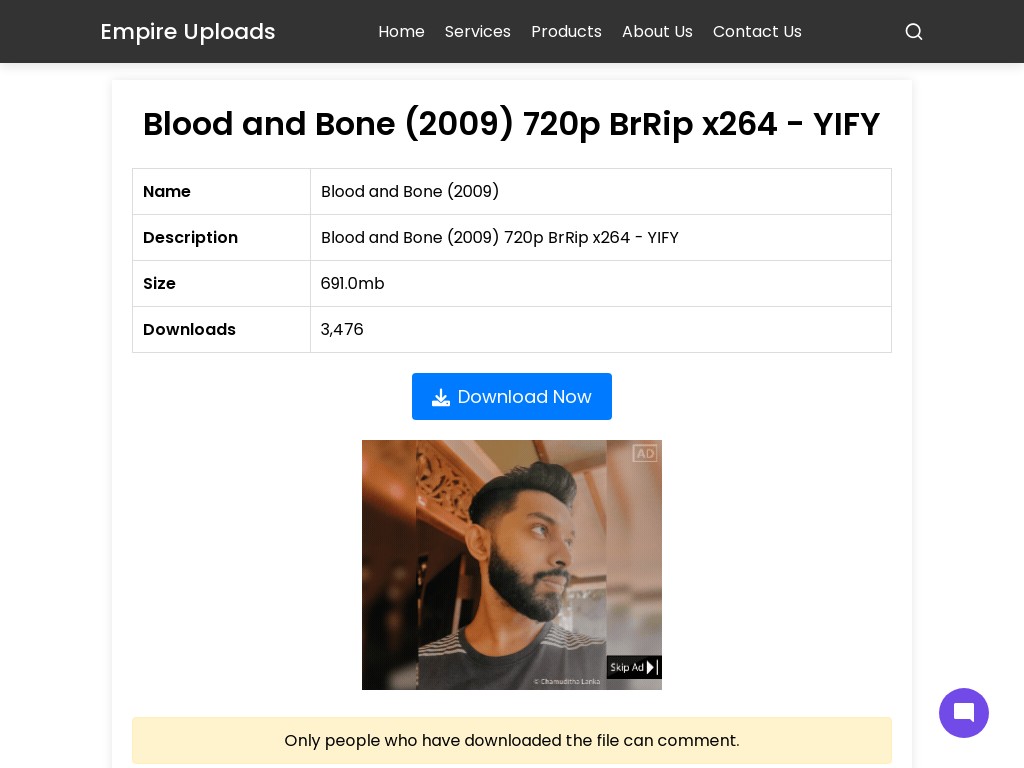 Empire Uploads
Home Services Products About Us Contact Us
Blood and Bone (2009) 720p BrRip x264 - YIFY
Name Blood and Bone (2009)
Description Blood and Bone (2009) 720p BrRip x264 - YIFY
Size 691.0mb
Downloads 3,476
Download Now
AD
Skip Ad
© Chamuditha Lanka
Only people who have downloaded the file can comment.